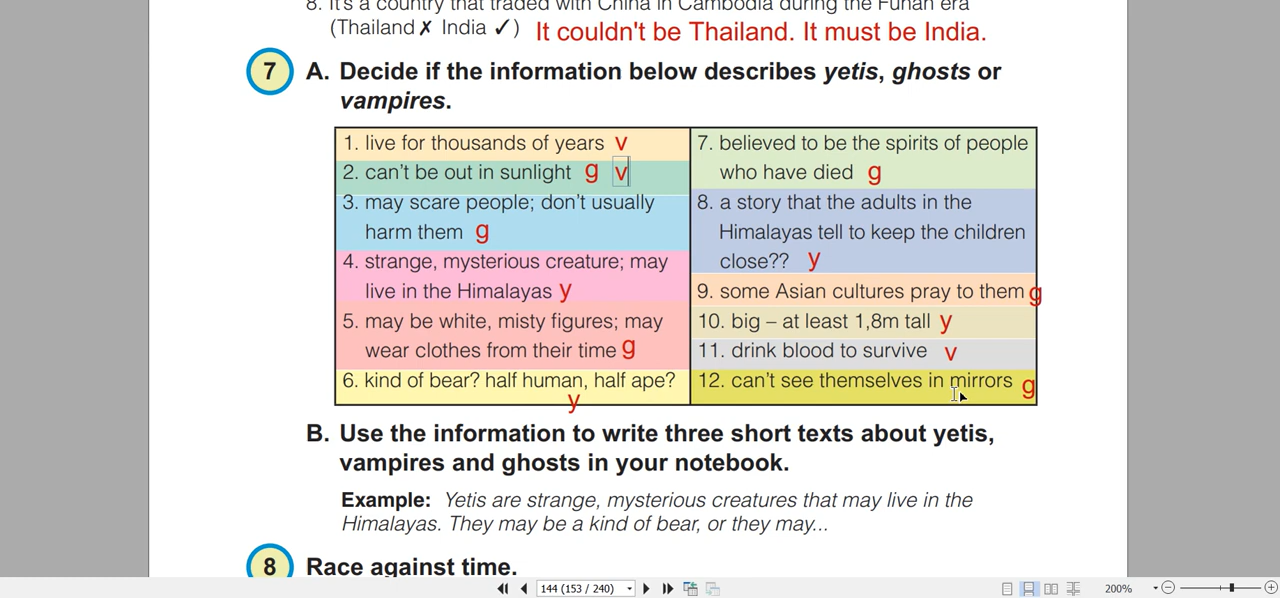 8. It's a country that traded with China in Cambodia during the Funan era
(Thailand ✗ India ✓) It couldn't be Thailand. It must be India.
7 A. Decide if the information below describes yetis, ghosts or
vampires.
1. live for thousands of years v
2. can't be out in sunlight g v
3. may scare people; don't usually
harm them g
4. strange, mysterious creature; may
live in the Himalayas y
5. may be white, misty figures; may
wear clothes from their time g
6. kind of bear? half human, half ape?
y
7. believed to be the spirits of people
who have died g
8. a story that the adults in the
Himalayas tell to keep the children
close?? y
9. some Asian cultures pray to them g
10. big – at least 1,8m tall y
11. drink blood to survive v
12. can't see themselves in mirrors g
B. Use the information to write three short texts about yetis,
vampires and ghosts in your notebook.
Example: Yetis are strange, mysterious creatures that may live in the
Himalayas. They may be a kind of bear, or they may...
8 Race against time.
144 (153 / 240)
200%